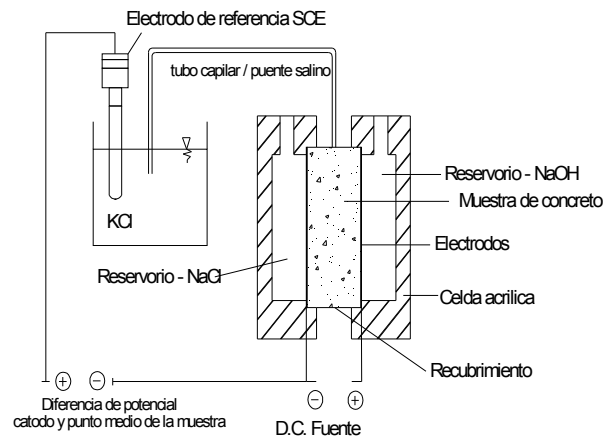 Electrodo de referencia SCE
tubo capilar / puente salino
Reservorio - NaOH
Muestra de concreto
KCl
Electrodos
Reservorio - NaCl
Celda acrilica
Recubrimiento
+ -
Diferencia de potencial
catodo y punto medio de la muestra
- +
D.C. Fuente